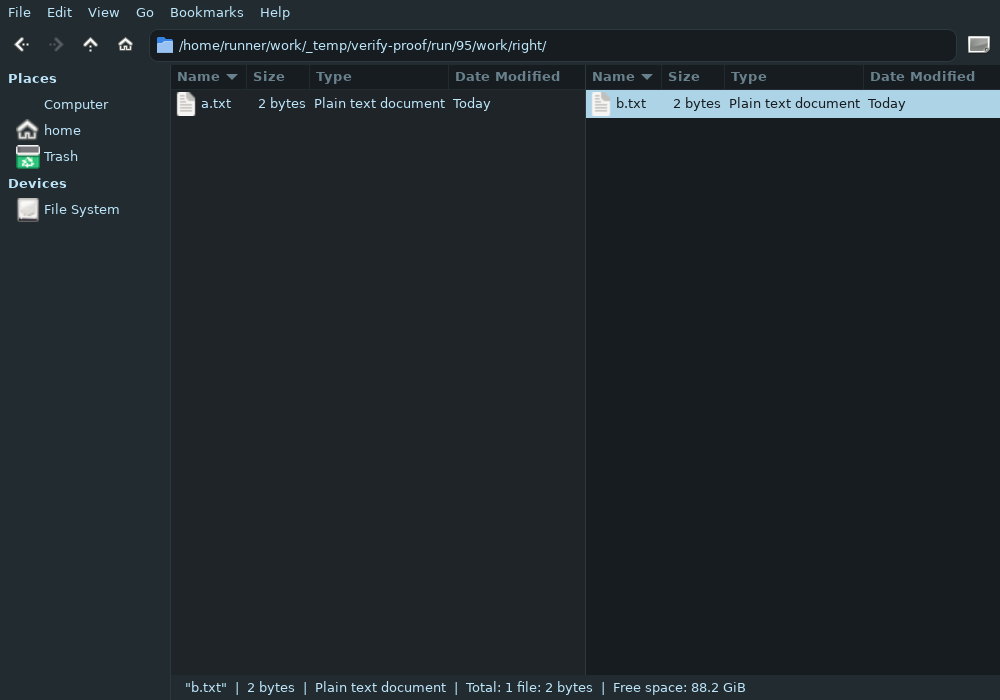 File Edit View Go Bookmarks Help
/home/runner/work/_temp/verify-proof/run/95/work/right/
Places
Computer
home
Trash
Devices
File System
Name Size Type Date Modified
a.txt 2 bytes Plain text document Today
Name Size Type Date Modified
b.txt 2 bytes Plain text document Today
"b.txt" | 2 bytes | Plain text document | Total: 1 file: 2 bytes | Free space: 88.2 GiB